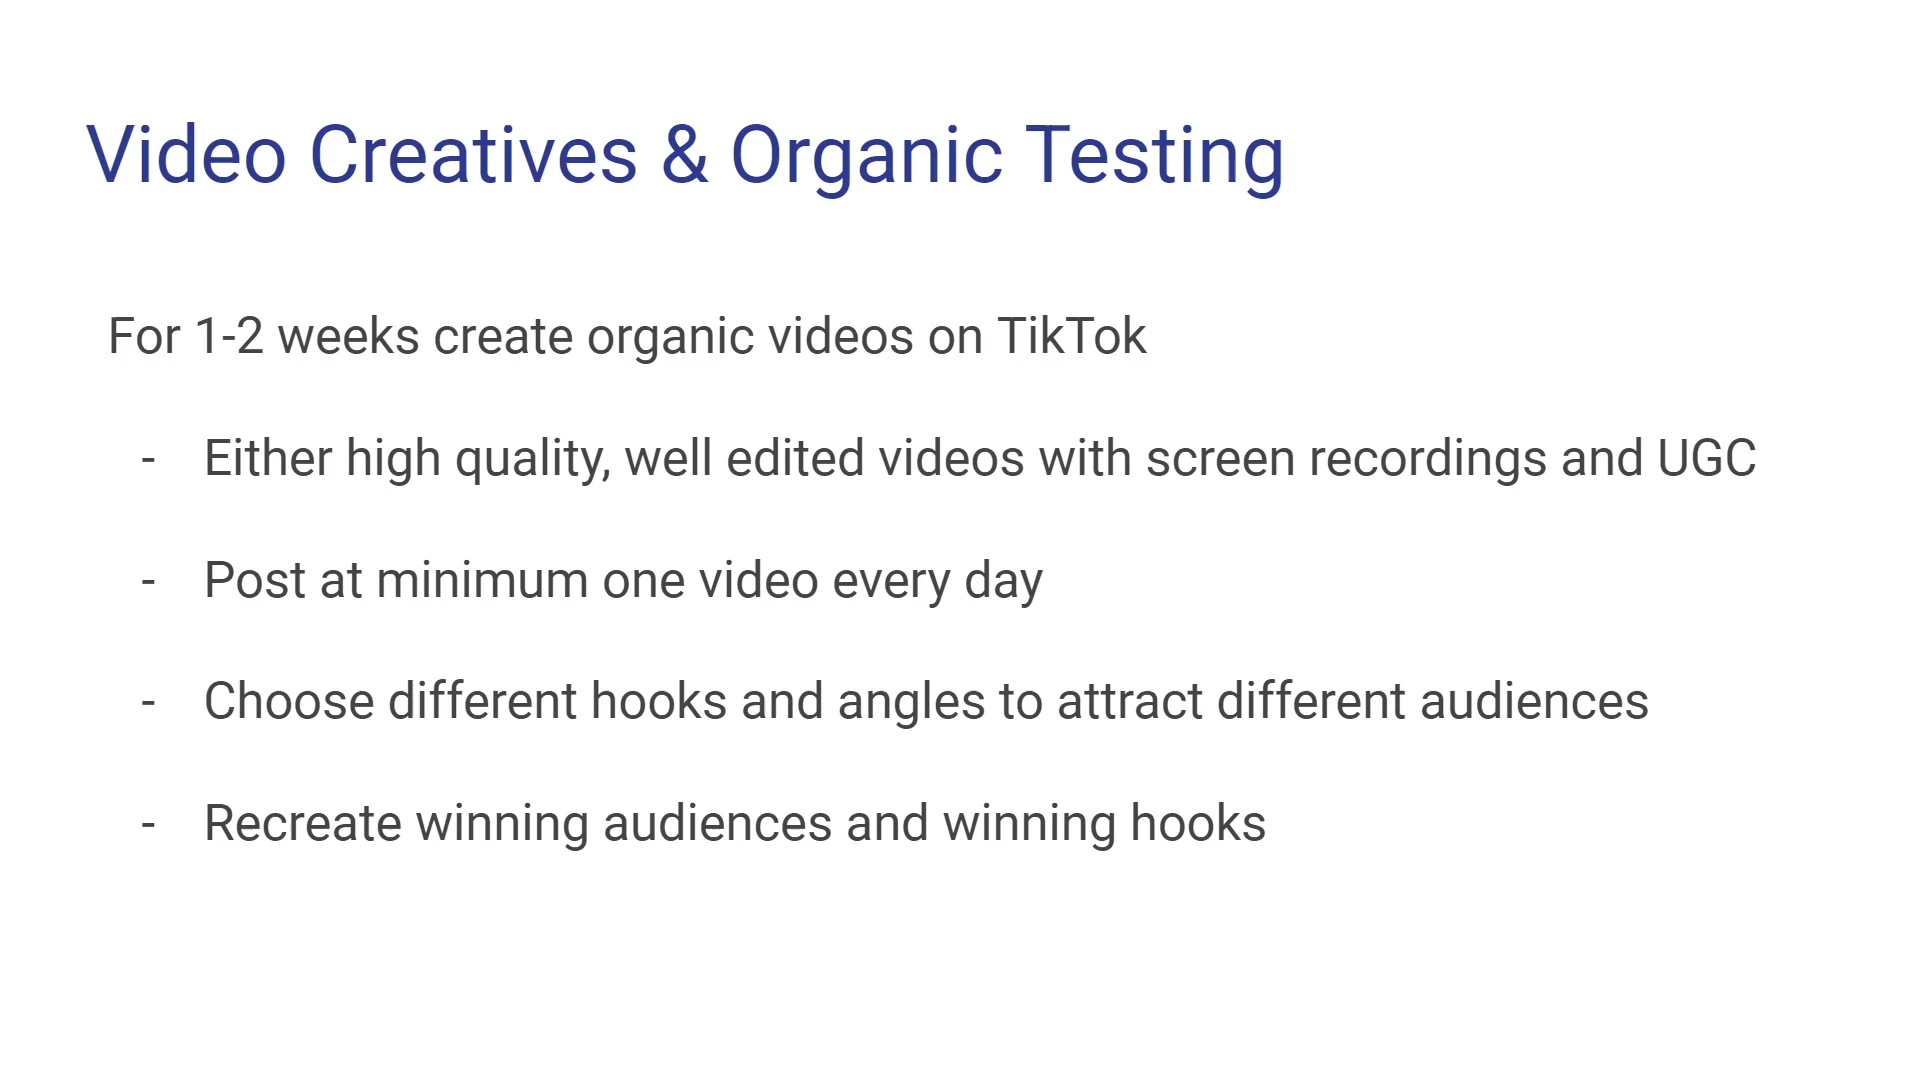 Video Creatives & Organic Testing
For 1-2 weeks create organic videos on TikTok
- Either high quality, well edited videos with screen recordings and UGC
- Post at minimum one video every day
- Choose different hooks and angles to attract different audiences
- Recreate winning audiences and winning hooks